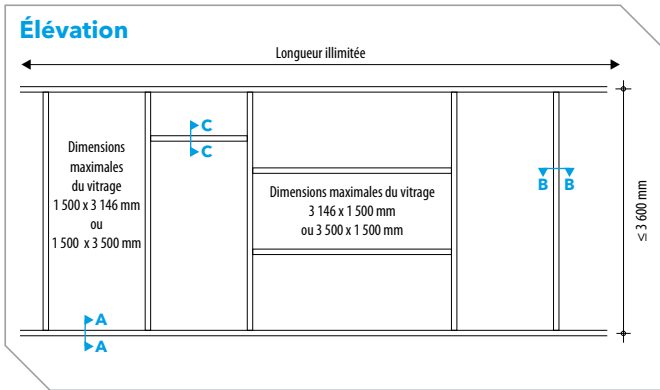 Élévation
Longueur illimitée
C
C
Dimensions
maximales
du vitrage
1 500 x 3 146 mm
ou
1 500 x 3 500 mm
Dimensions maximales du vitrage
3 146 x 1 500 mm
ou 3 500 x 1 500 mm
B B
≤ 3 600 mm
A
A